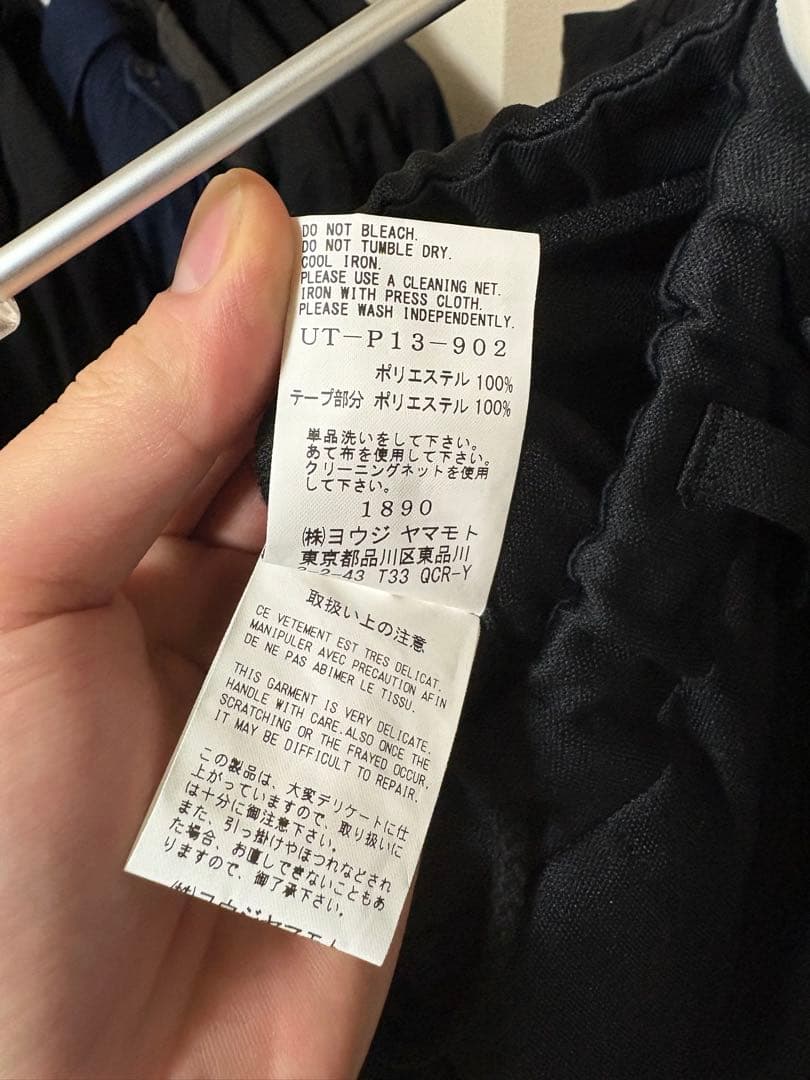 DO NOT BLEACH.
DO NOT TUMBLE DRY.
COOL IRON.
PLEASE USE A CLEANING NET.
IRON WITH PRESS CLOTH.
PLEASE WASH INDEPENDENTLY.
UT-P13-902
ポリエステル 100%
テープ部分 ポリエステル 100%
単品洗いをして下さい。
あて布を使用して下さい。
クリーニングネットを使用
して下さい。
1890
㈱ヨウジ ヤマモト
東京都品川区東品川
2-2-43 T33 QCR-Y
取扱い上の注意
CE VETEMENT EST TRES DELICAT.
MANIPULER AVEC PRECAUTION AFIN
DE NE PAS ABIMER LE TISSU.
THIS GARMENT IS VERY DELICATE.
HANDLE WITH CARE.ALSO ONCE THE
SCRATCHING OR THE FRAYED OCCUR,
IT MAY BE DIFFICULT TO REPAIR.
この製品は、大変デリケートに仕
上がっていますので、取り扱いに
は十分に御注意下さい。
また、引っ掛けやほつれなどされ
た場合、お直しできないこともあ
りますので、御了承下さい。
㈱ヨウジヤマモト